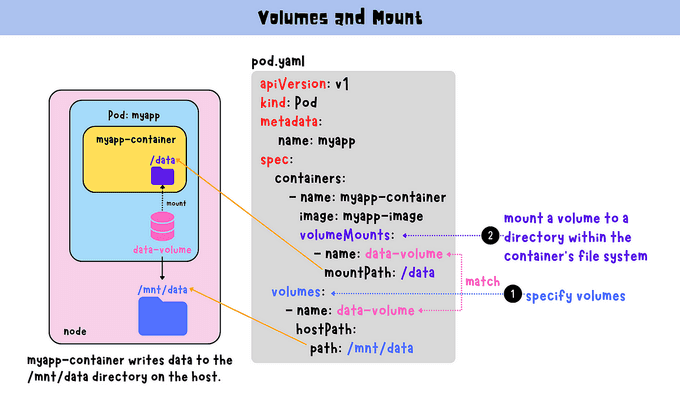 Volumes and Mount
pod.yaml
apiVersion: v1
kind: Pod
metadata:
name: myapp
spec:
containers:
- name: myapp-container
image: myapp-image
volumeMounts:
- name: data-volume
mountPath: /data
volumes:
- name: data-volume
hostPath:
path: /mnt/data
Pod: myapp
myapp-container
/data
mount
data-volume
/mnt/data
node
myapp-container writes data to the
/mnt/data directory on the host.
2
mount a volume to a
directory within the
container's file system
match
1
specify volumes